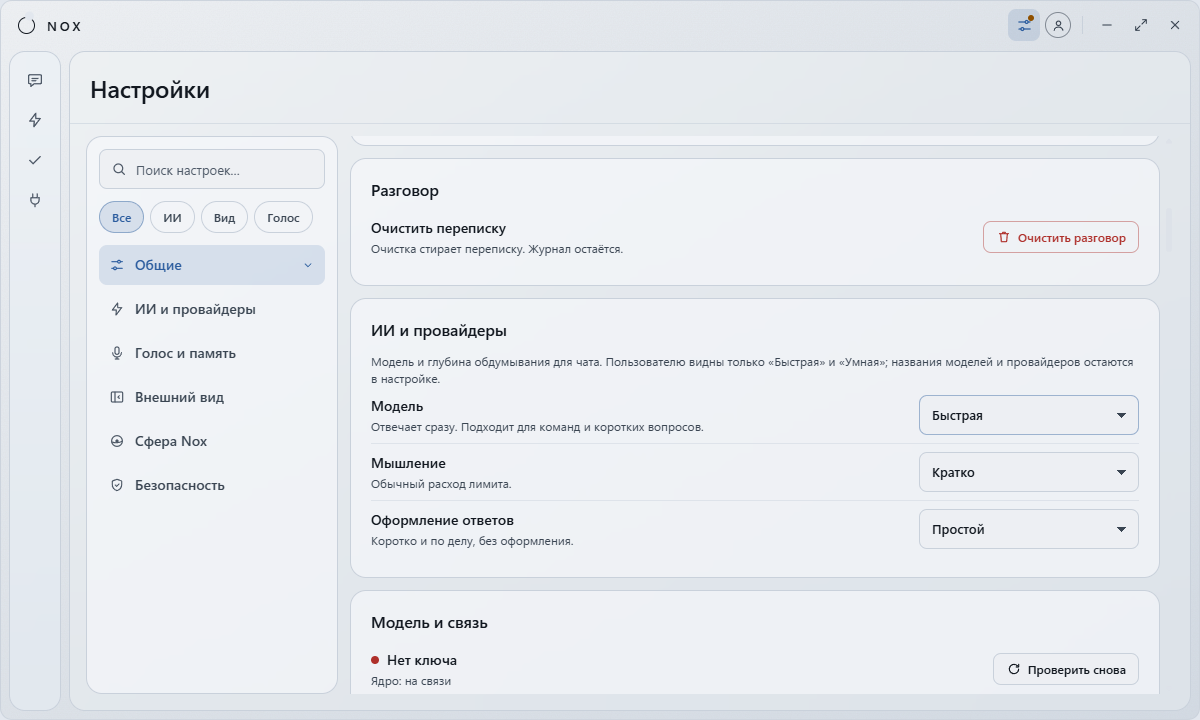 NOX
Настройки
Поиск настроек...
Все
ИИ
Вид
Голос
Общие
ИИ и провайдеры
Голос и память
Внешний вид
Сфера Nox
Безопасность
Разговор
Очистить переписку
Очистка стирает переписку. Журнал остаётся.
Очистить разговор
ИИ и провайдеры
Модель и глубина обдумывания для чата. Пользователю видны только «Быстрая» и «Умная»; названия моделей и провайдеров остаются
в настройке.
Модель
Отвечает сразу. Подходит для команд и коротких вопросов.
Быстрая
Мышление
Обычный расход лимита.
Кратко
Оформление ответов
Коротко и по делу, без оформления.
Простой
Модель и связь
Нет ключа
Ядро: на связи
Проверить снова